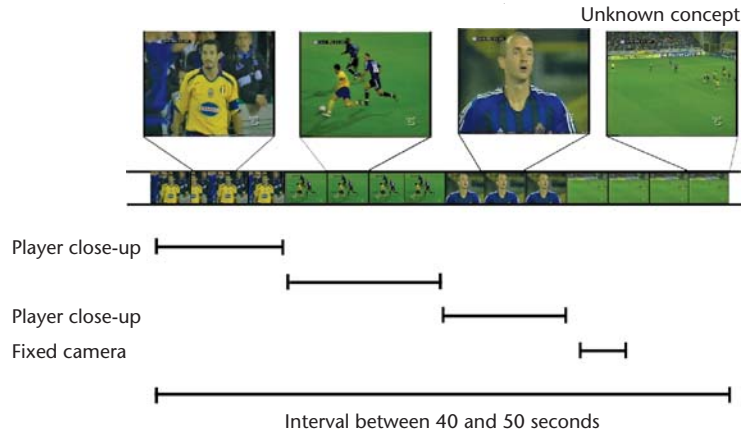 Unknown concept
Player close-up
Player close-up
Fixed camera
Interval between 40 and 50 seconds